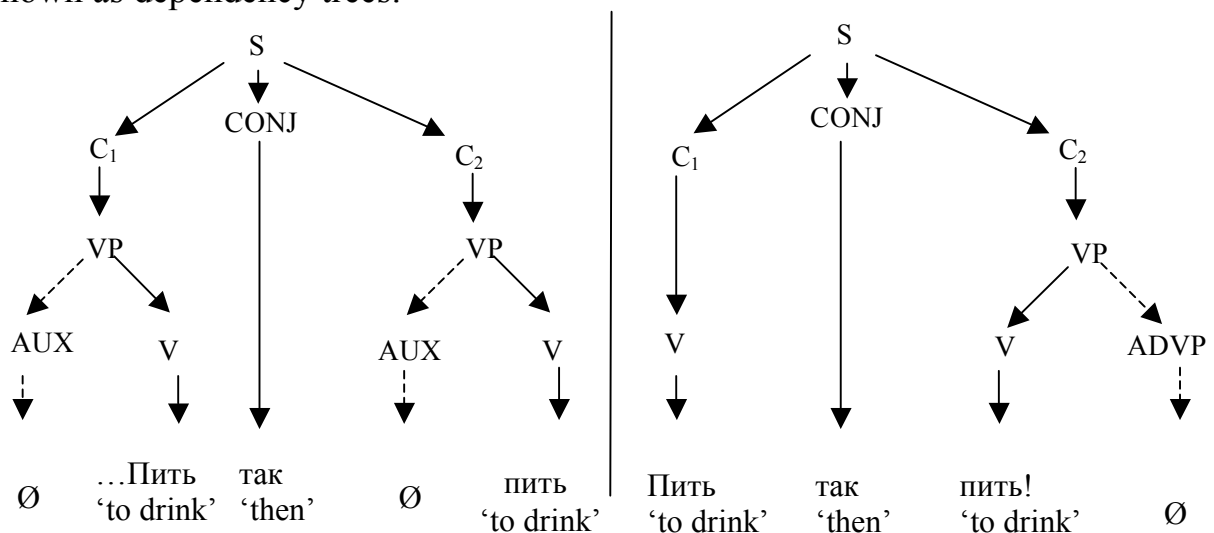 nown as dependency trees:
S
CONJ
C₁
C₂
VP
VP
AUX
V
AUX
V
Ø
…Пить
‘to drink’
так
‘then’
Ø
пить
‘to drink’
S
CONJ
C₁
C₂
VP
V
V
ADVP
Пить
‘to drink’
так
‘then’
пить!
‘to drink’
Ø